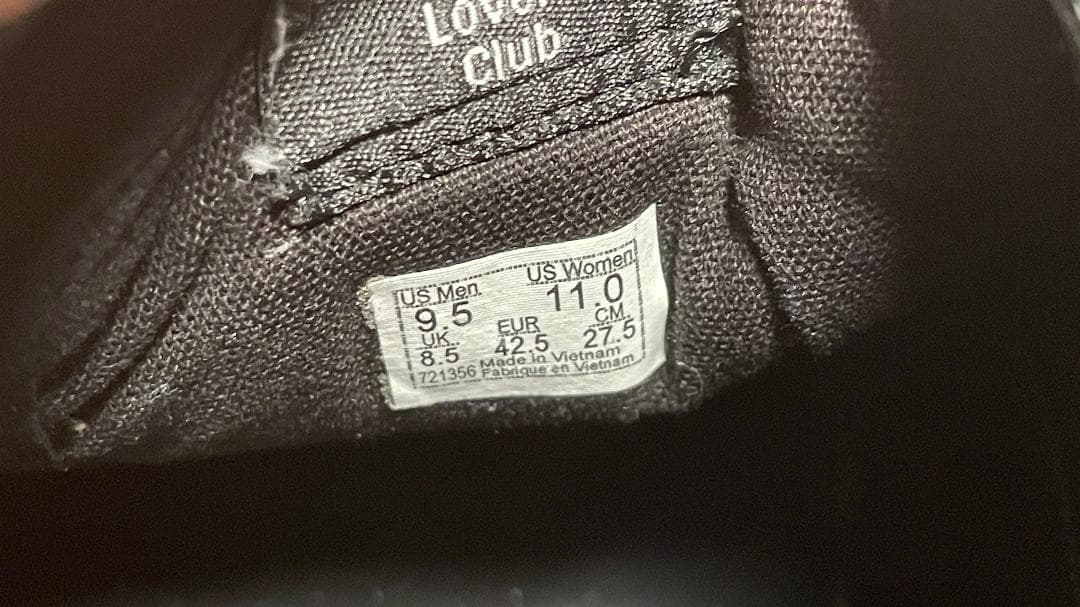 Club
US Men US Women
9.5 11.0
UK EUR CM
8.5 42.5 27.5
721356 Made in Vietnam
Fabrique en Vietnam